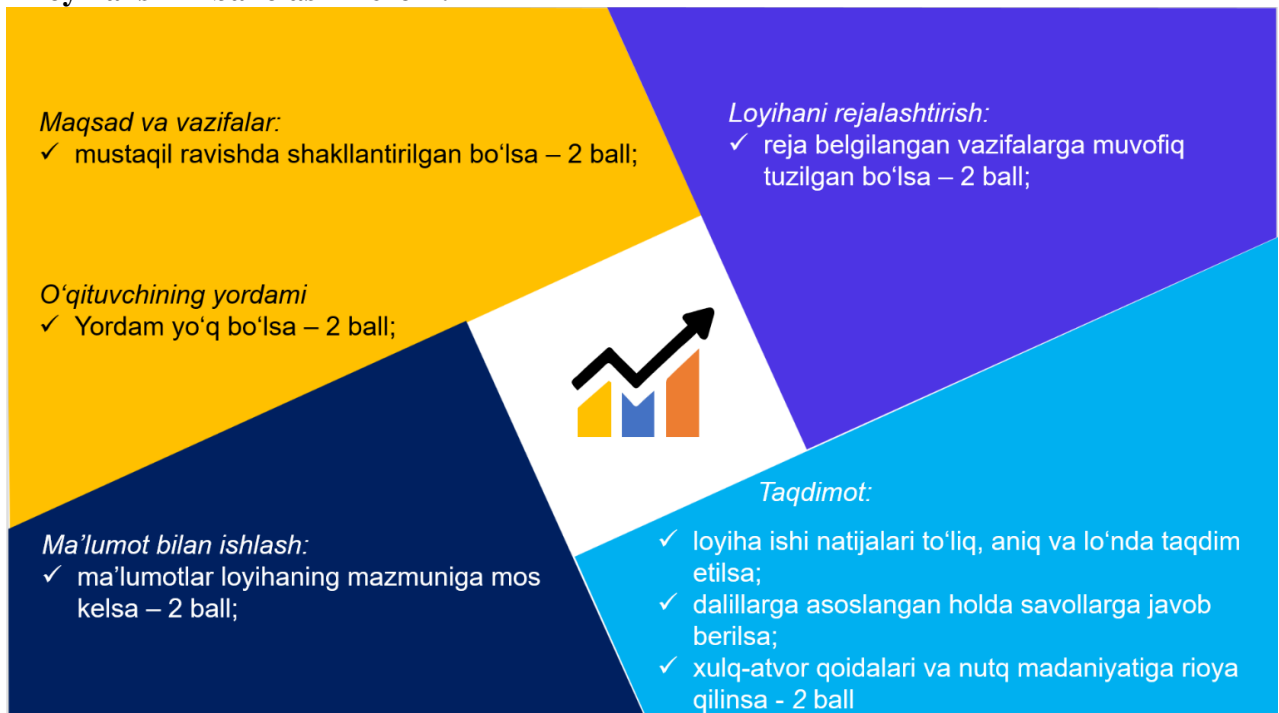 Maqsad va vazifalar:
✓ mustaqil ravishda shakllantirilgan bo‘lsa – 2 ball;
O‘qituvchining yordami
✓ Yordam yo‘q bo‘lsa – 2 ball;
Loyihani rejalashtirish:
✓ reja belgilangan vazifalarga muvofiq
tuzilgan bo‘lsa – 2 ball;
Ma’lumot bilan ishlash:
✓ ma’lumotlar loyihaning mazmuniga mos
kelsa – 2 ball;
Taqdimot:
✓ loyiha ishi natijalari to‘liq, aniq va lo‘nda taqdim
etilsa;
✓ dalillarga asoslangan holda savollarga javob
berilsa;
✓ xulq-atvor qoidalari va nutq madaniyatiga rioya
qilinsa - 2 ball